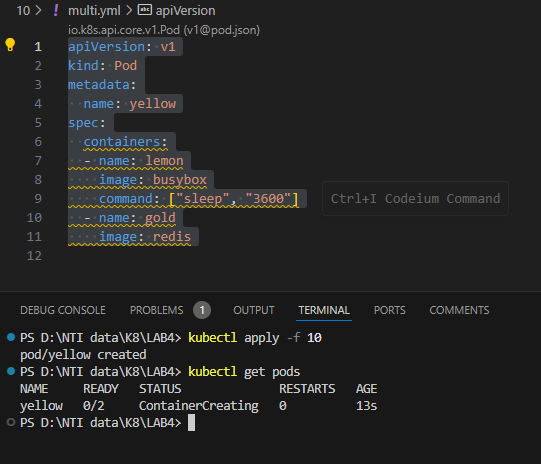 10 > ! multi.yml > abc apiVersion
io.k8s.api.core.v1.Pod (v1@pod.json)
1 apiVersion: v1
2 kind: Pod
3 metadata:
4   name: yellow
5 spec:
6   containers:
7   - name: lemon
8     image: busybox
9     command: ["sleep", "3600"]
Ctrl+I Codeium Command
10   - name: gold
11     image: redis
12
DEBUG CONSOLE PROBLEMS 1 OUTPUT TERMINAL PORTS COMMENTS
PS D:\NTI data\K8\LAB4> kubectl apply -f 10
pod/yellow created
PS D:\NTI data\K8\LAB4> kubectl get pods
NAME     READY   STATUS              RESTARTS   AGE
yellow   0/2     ContainerCreating   0          13s
PS D:\NTI data\K8\LAB4>